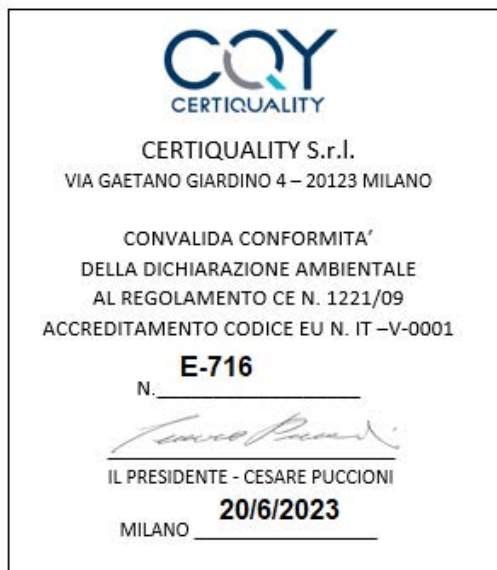 CQY
CERTIQUALITY
CERTIQUALITY S.r.l.
VIA GAETANO GIARDINO 4 – 20123 MILANO
CONVALIDA CONFORMITA’
DELLA DICHIARAZIONE AMBIENTALE
AL REGOLAMENTO CE N. 1221/09
ACCREDITAMENTO CODICE EU N. IT –V-0001
N. E-716
IL PRESIDENTE - CESARE PUCCIONI
MILANO 20/6/2023